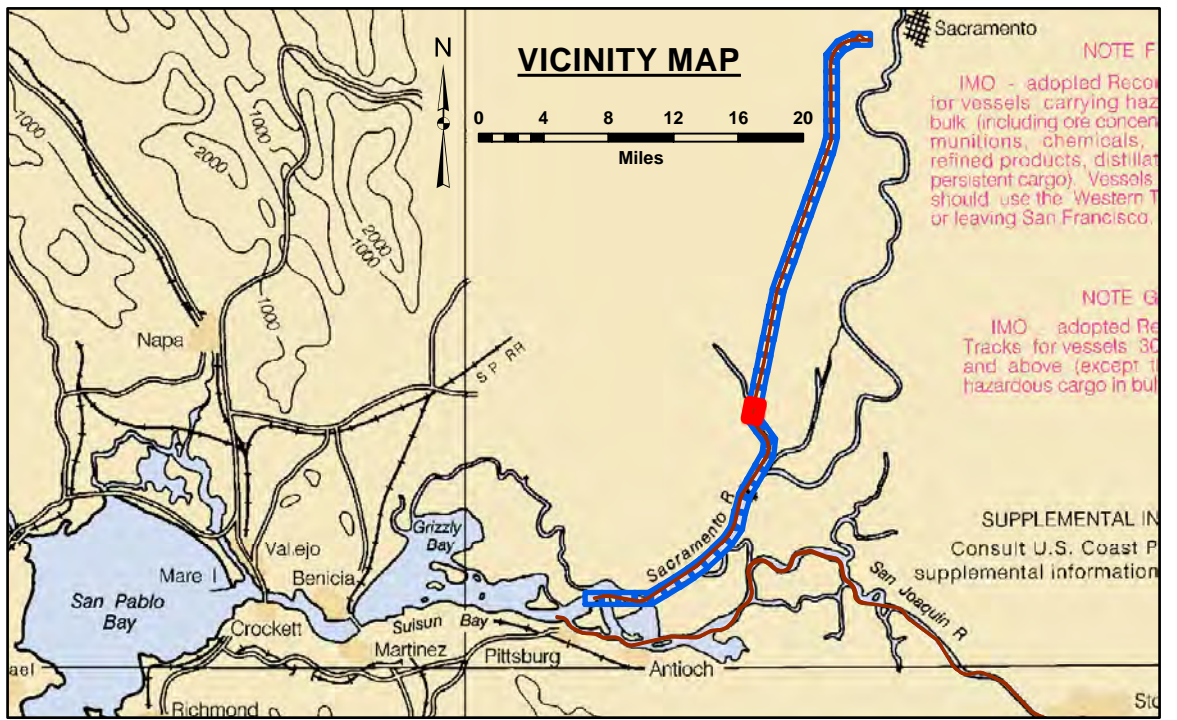 VICINITY MAP
N
0 4 8 12 16 20
Miles
Sacramento
NOTE F
IMO - adopted Recor
for vessels carrying haz
bulk (including ore concen
munitions, chemicals,
refined products, distillat
persistent cargo). Vessels
should use the Western T
or leaving San Francisco.
NOTE G
IMO - adopted Re
Tracks for vessels 30
and above (except t
hazardous cargo in bul
SUPPLEMENTAL IN
Consult U.S. Coast P
supplemental information
1000
1000
2000
2000
1000
1000
Napa
S P RR
Grizzly
Bay
Sacramento R
Vallejo
Mare I
Benicia
San Pablo
Bay
Crockett
Suisun Bay
Martinez
Pittsburg
Antioch
San Joaquin R
ael
Richmond
Sto